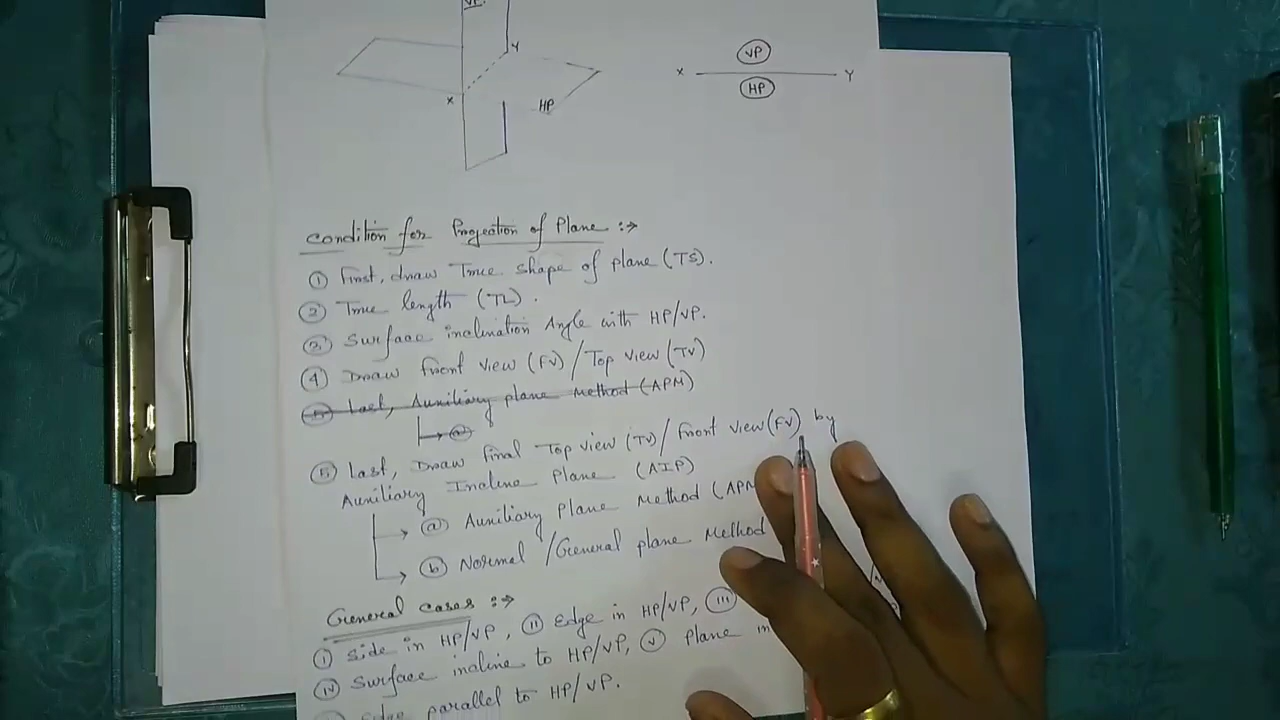 VP
Y
X
HP
VP
X Y
HP
Condition for Projection of Plane :->
① First, draw True shape of plane (TS).
② True length (TL).
③ Surface inclination Angle with HP/VP.
④ Draw front view (FV) / Top view (TV)
⑤ Last, Auxiliary plane Method (APM)
ⓐ
⑤ Last, Draw final Top view (TV) / front view (FV) by
Auxiliary Incline Plane (AIP)
ⓐ Auxiliary Plane Method (APM
ⓑ Normal / General plane Method
General cases :->
ⓘ Side in HP/VP, ⓘⓘ Edge in HP/VP, ⓘⓘⓘ
ⓘⓥ Surface incline to HP/VP, ⓥ Plane in
Edge parallel to HP/VP.